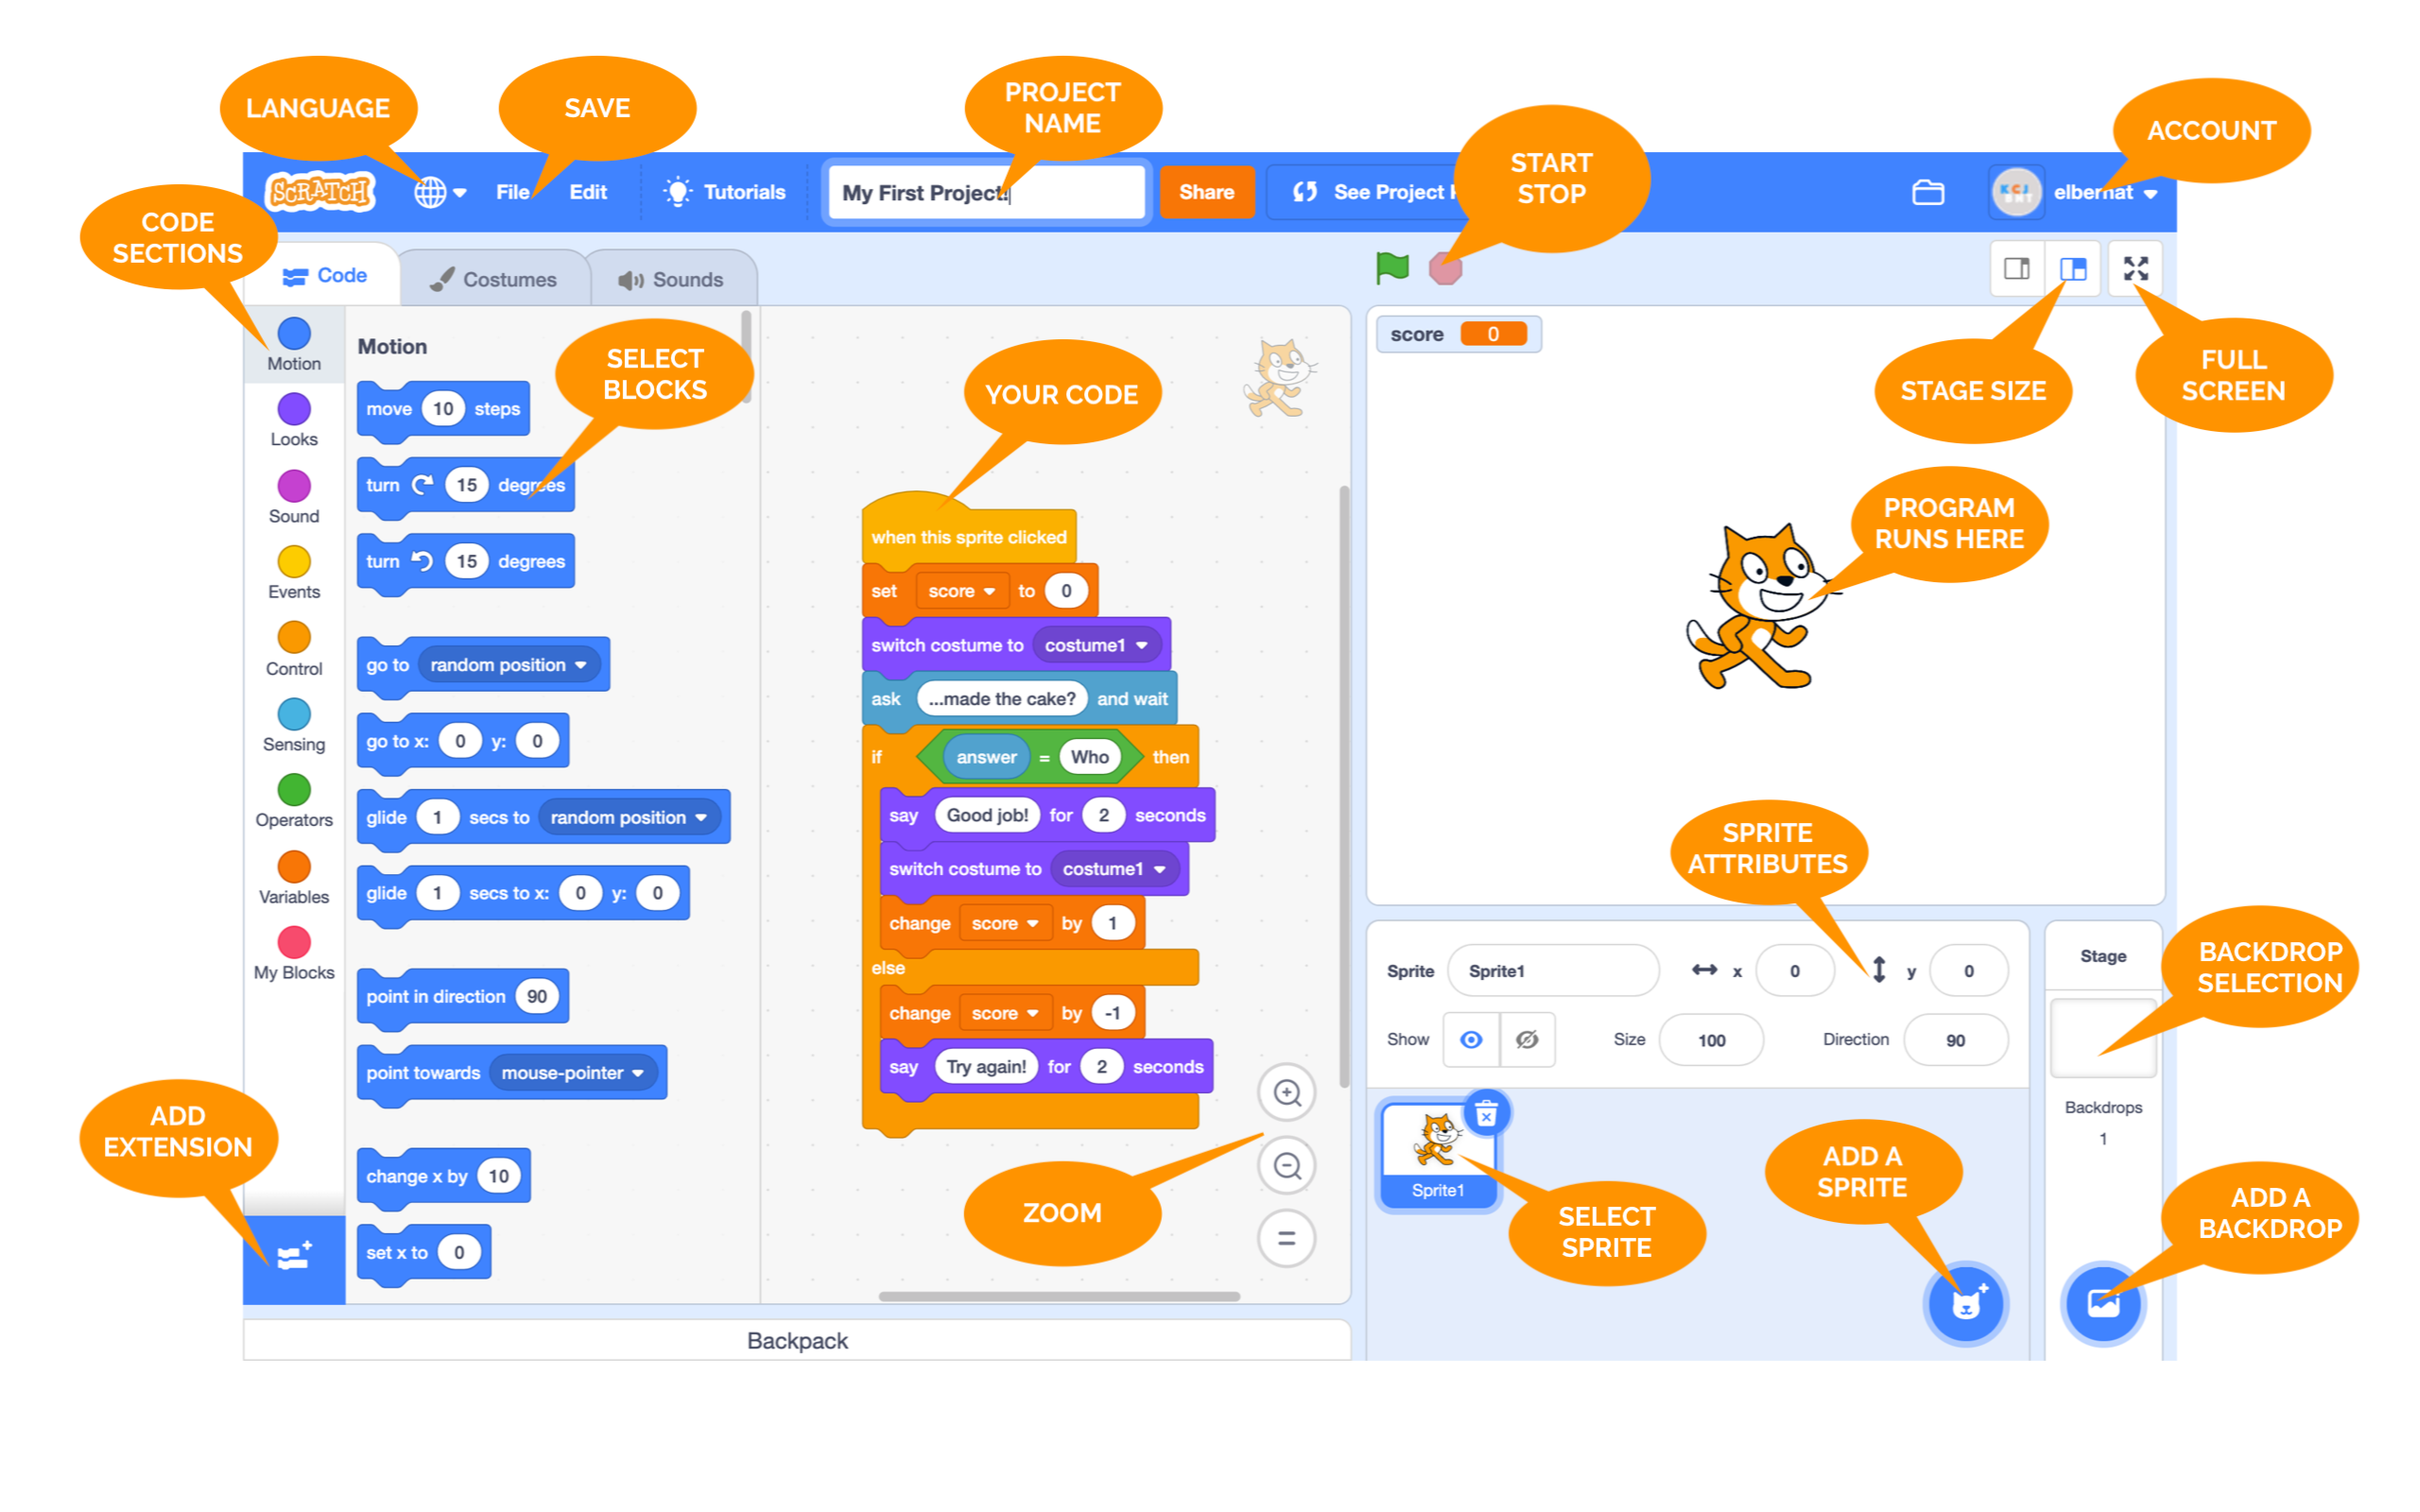 LANGUAGE
SAVE
PROJECT
NAME
ACCOUNT
START
STOP
CODE
SECTIONS
SCRATCH
File
Edit
Tutorials
My First Project!
Share
See Project
KCJ
elbernat
Code
Costumes
Sounds
score 0
Motion
Looks
Sound
Events
Control
Sensing
Operators
Variables
My Blocks
ADD
EXTENSION
Motion
SELECT
BLOCKS
move 10 steps
turn 15 degrees
turn 15 degrees
go to random position
go to x: 0 y: 0
glide 1 secs to random position
glide 1 secs to x: 0 y: 0
point in direction 90
point towards mouse-pointer
change x by 10
set x to 0
YOUR CODE
when this sprite clicked
set score to 0
switch costume to costume1
ask ...made the cake? and wait
if answer = Who then
say Good job! for 2 seconds
switch costume to costume1
change score by 1
else
change score by -1
say Try again! for 2 seconds
ZOOM
Backpack
STAGE SIZE
FULL
SCREEN
PROGRAM
RUNS HERE
SPRITE
ATTRIBUTES
Sprite Sprite1 x 0 y 0
Show Size 100 Direction 90
Sprite1
SELECT
SPRITE
ADD A
SPRITE
Stage
BACKDROP
SELECTION
Backdrops
1
ADD A
BACKDROP